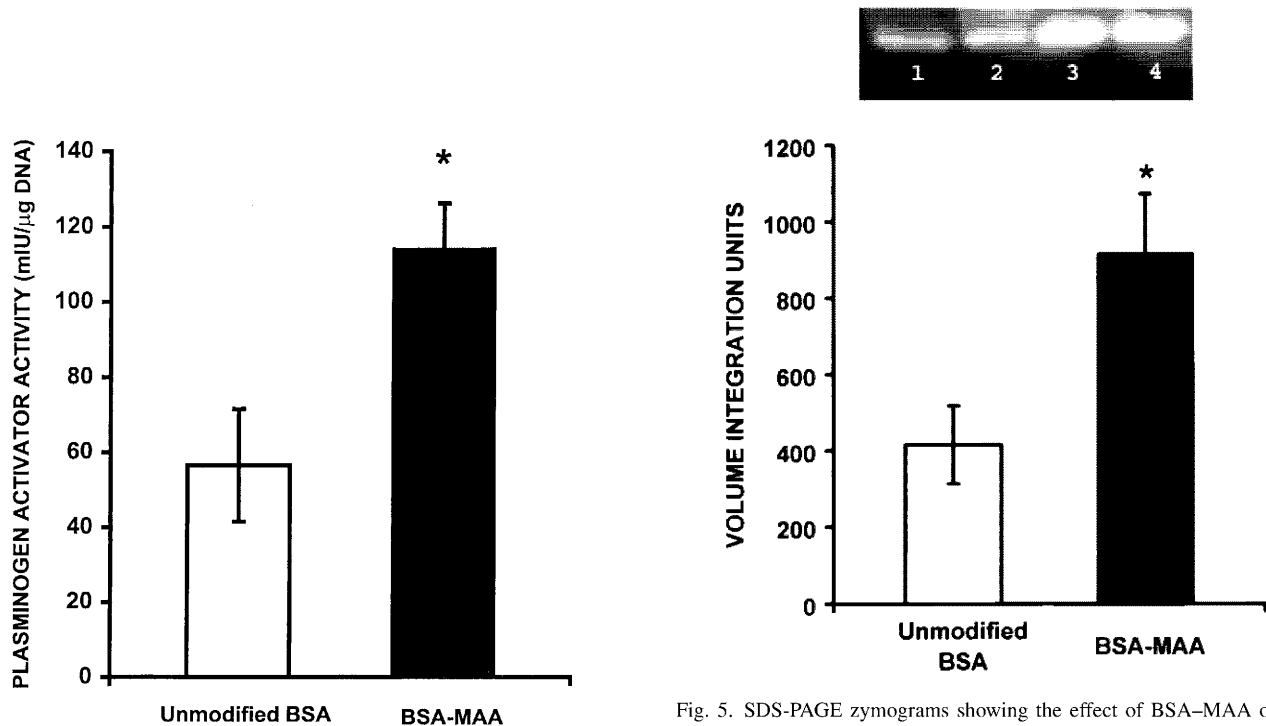 PLASMINOGEN ACTIVATOR ACTIVITY (mIU/µg DNA)
140
120
100
80
60
40
20
0
*
Unmodified BSA
BSA-MAA
1 2 3 4
VOLUME INTEGRATION UNITS
1200
1000
800
600
400
200
0
*
Unmodified
BSA
BSA-MAA
Fig. 5. SDS-PAGE zymograms showing the effect of BSA–MAA o